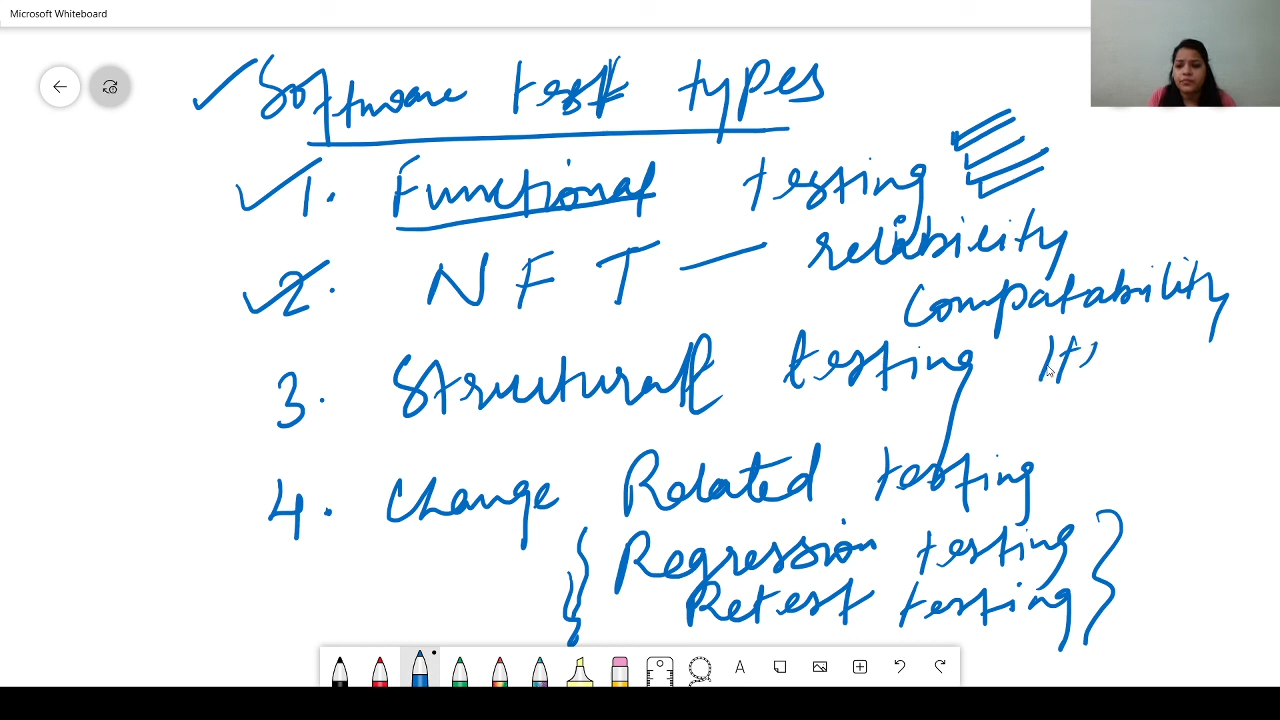 Microsoft Whiteboard
Software test types
1. Functional testing
2. NFT - reliability
compatability
3. Structural testing
4. Change Related testing
{ Regression testing }
Retest testing
A